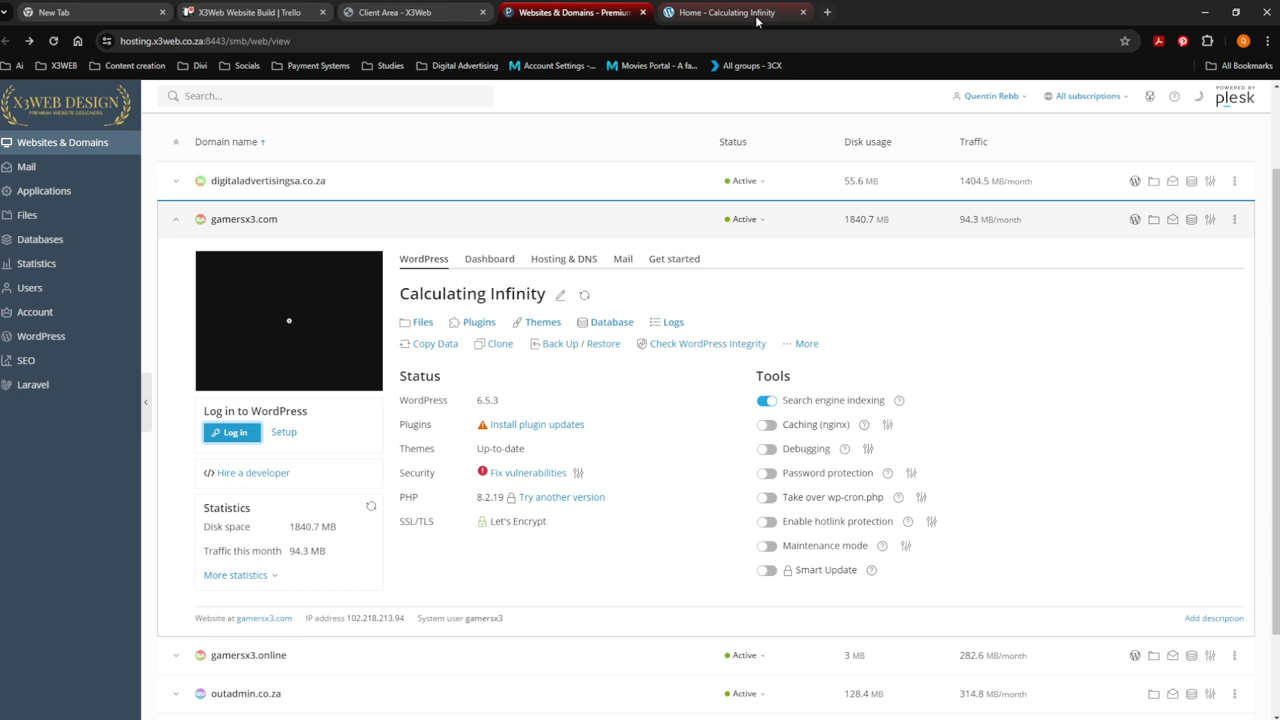 New Tab
X3Web Website Build | Trello
Client Area - X3Web
Websites & Domains - Premium
Home - Calculating Infinity
hosting.x3web.co.za:8443/smb/web/view
Ai
X3WEB
Content creation
Divi
Socials
Payment Systems
Studies
Digital Advertising
Account Settings -...
Movies Portal - A fa...
All groups - 3CX
All Bookmarks
X3WEB DESIGN
PREMIUM WEBSITE DESIGNERS
Search...
Quentin Rebb
All subscriptions
POWERED BY
plesk
Websites & Domains
Mail
Applications
Files
Databases
Statistics
Users
Account
WordPress
SEO
Laravel
Domain name ↑ Status Disk usage Traffic
digitaladvertisingsa.co.za Active 55.6 MB 1404.5 MB/month
gamersx3.com Active 1840.7 MB 94.3 MB/month
WordPress Dashboard Hosting & DNS Mail Get started
Calculating Infinity
Files Plugins Themes Database Logs
Copy Data Clone Back Up / Restore Check WordPress Integrity ... More
Log in to WordPress
Log in Setup
</> Hire a developer
Statistics
Disk space 1840.7 MB
Traffic this month 94.3 MB
More statistics
Status
WordPress 6.5.3
Plugins Install plugin updates
Themes Up-to-date
Security Fix vulnerabilities
PHP 8.2.19 Try another version
SSL/TLS Let's Encrypt
Tools
Search engine indexing
Caching (nginx)
Debugging
Password protection
Take over wp-cron.php
Enable hotlink protection
Maintenance mode
Smart Update
Website at gamersx3.com IP address 102.218.213.94 System user gamersx3 Add description
gamersx3.online Active 3 MB 282.6 MB/month
outadmin.co.za Active 128.4 MB 314.8 MB/month